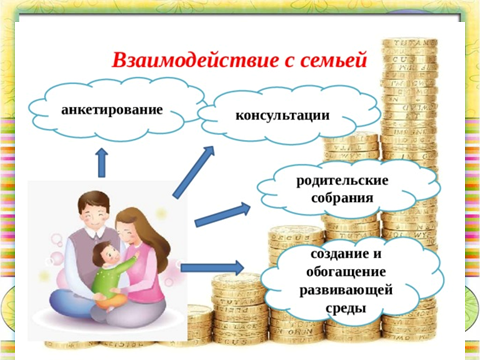 Взаимодействие с семьей
анкетирование
консультации
родительские
собрания
создание и
обогащение
развивающей
среды